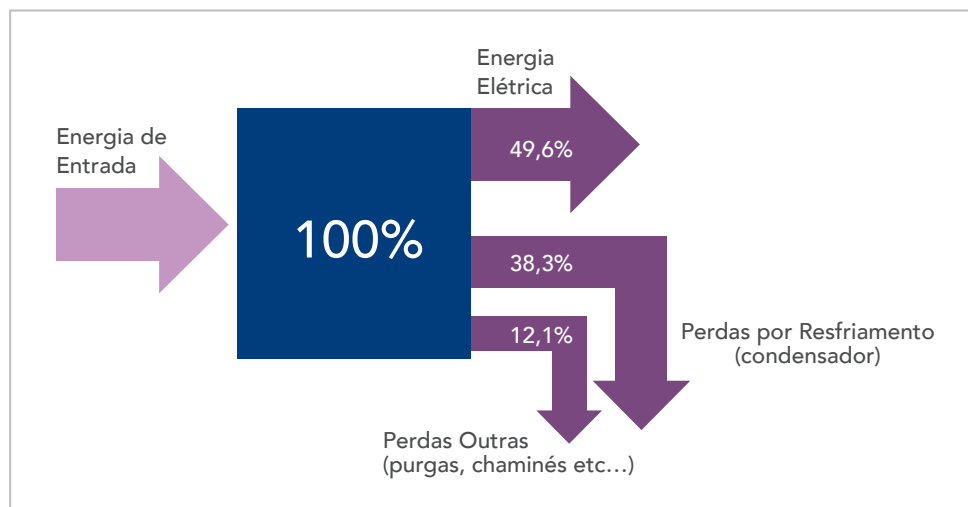 Energia
Elétrica
Energia de
Entrada
49,6%
100%
38,3%
12,1%
Perdas por Resfriamento
(condensador)
Perdas Outras
(purgas, chaminés etc...)